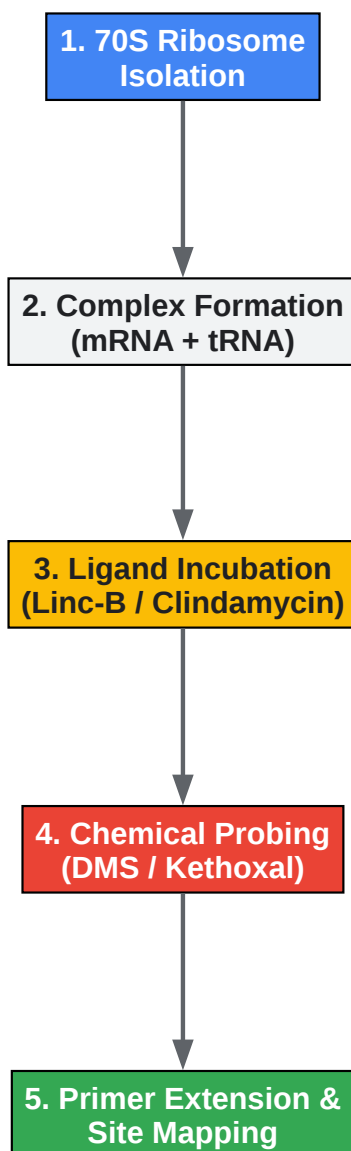 1. 70S Ribosome
Isolation
2. Complex Formation
(mRNA + tRNA)
3. Ligand Incubation
(Linc-B / Clindamycin)
4. Chemical Probing
(DMS / Kethoxal)
5. Primer Extension &
Site Mapping